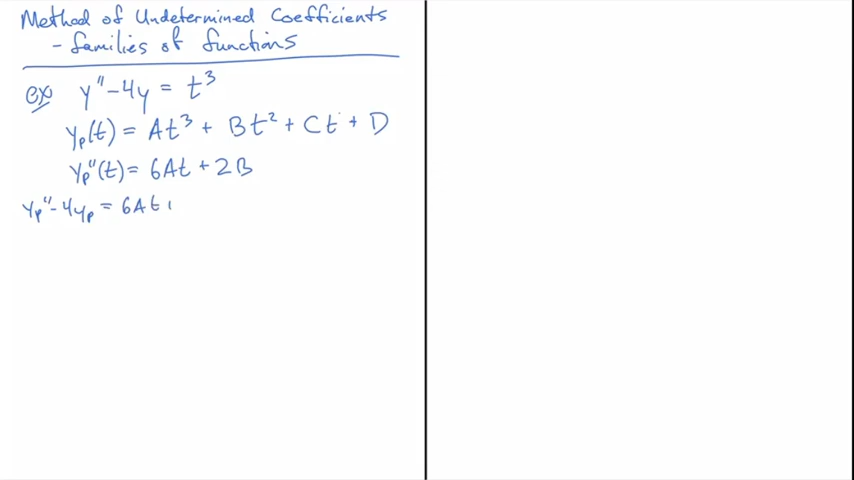 Method of Undetermined Coefficients
- families of functions
ex y" - 4y = t³
yₚ(t) = At³ + Bt² + Ct + D
yₚ"(t) = 6At + 2B
yₚ" - 4yₚ = 6At